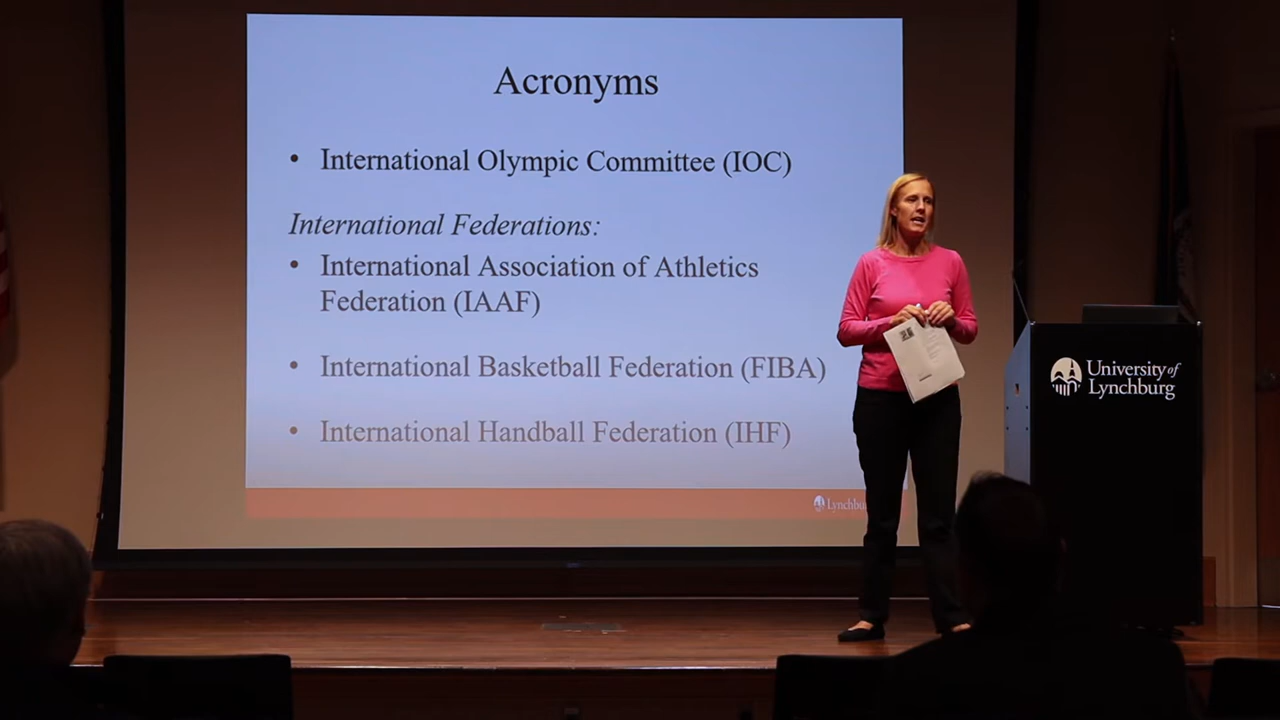 Acronyms
• International Olympic Committee (IOC)
International Federations:
• International Association of Athletics
Federation (IAAF)
• International Basketball Federation (FIBA)
• International Handball Federation (IHF)
University of
Lynchburg